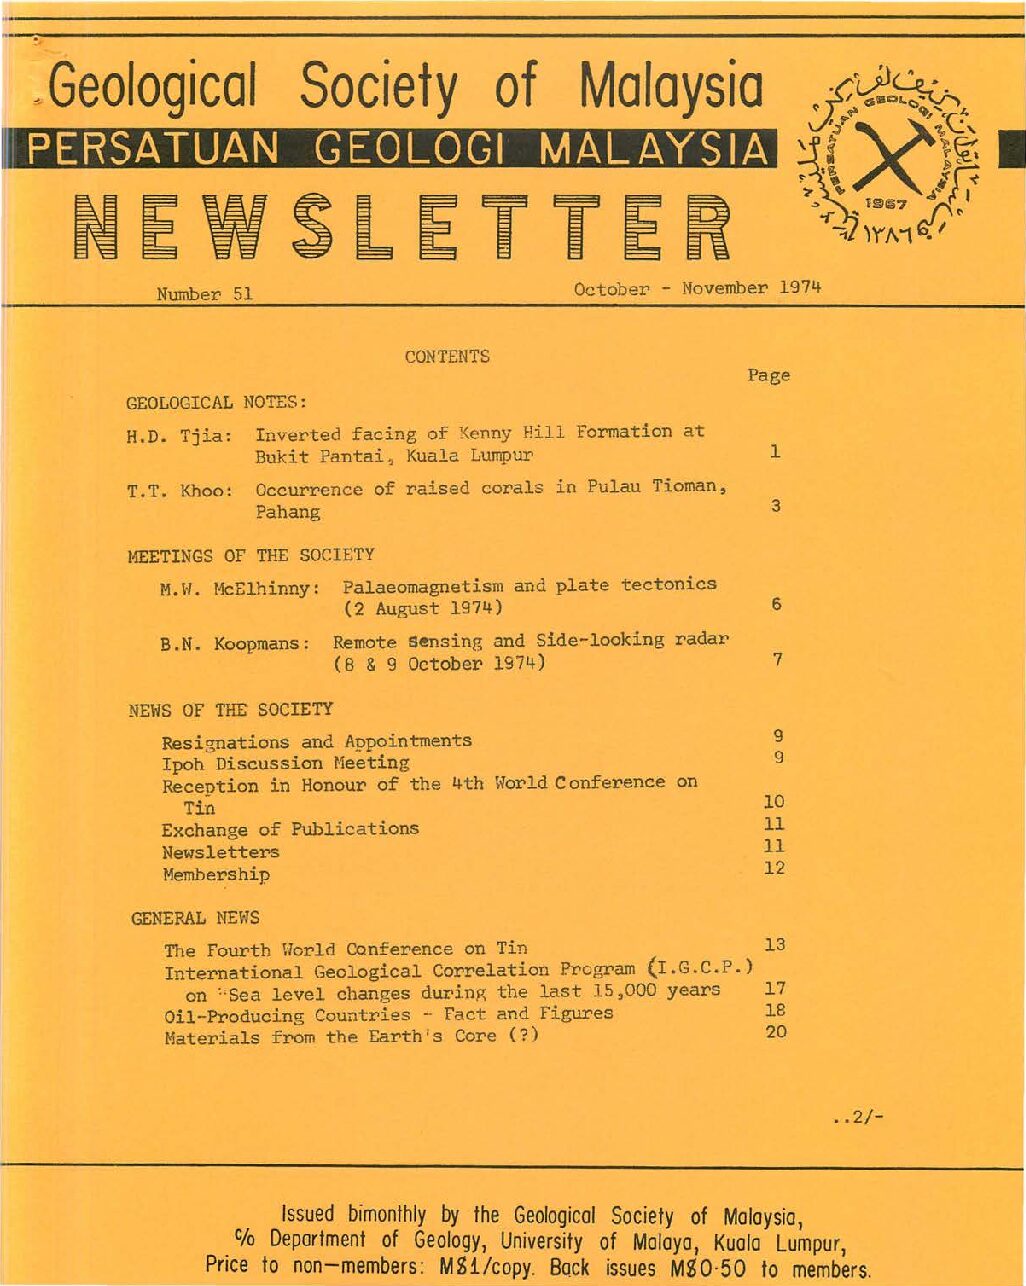 Geological Society of Malaysia
PERSATUAN GEOLOGI MALAYSIA
PERSATUAN GEOLOGI MALAYSIA
1967
١٣٨٦
NEWSLETTER
Number 51
October - November 1974
CONTENTS
Page
GEOLOGICAL NOTES:
H.D. Tjia: Inverted facing of Kenny Hill Formation at
Bukit Pantai, Kuala Lumpur 1
T.T. Khoo: Occurrence of raised corals in Pulau Tioman,
Pahang 3
MEETINGS OF THE SOCIETY
M.W. McElhinny: Palaeomagnetism and plate tectonics
(2 August 1974) 6
B.N. Koopmans: Remote Sensing and Side-looking radar
(8 & 9 October 1974) 7
NEWS OF THE SOCIETY
Resignations and Appointments 9
Ipoh Discussion Meeting 9
Reception in Honour of the 4th World Conference on
Tin 10
Exchange of Publications 11
Newsletters 11
Membership 12
GENERAL NEWS
The Fourth World Conference on Tin 13
International Geological Correlation Program (I.G.C.P.)
on "Sea level changes during the last 15,000 years 17
Oil-Producing Countries - Fact and Figures 18
Materials from the Earth's Core (?) 20
..2/-
Issued bimonthly by the Geological Society of Malaysia,
℅ Department of Geology, University of Malaya, Kuala Lumpur,
Price to non-members: M$1/copy. Back issues M$0·50 to members.